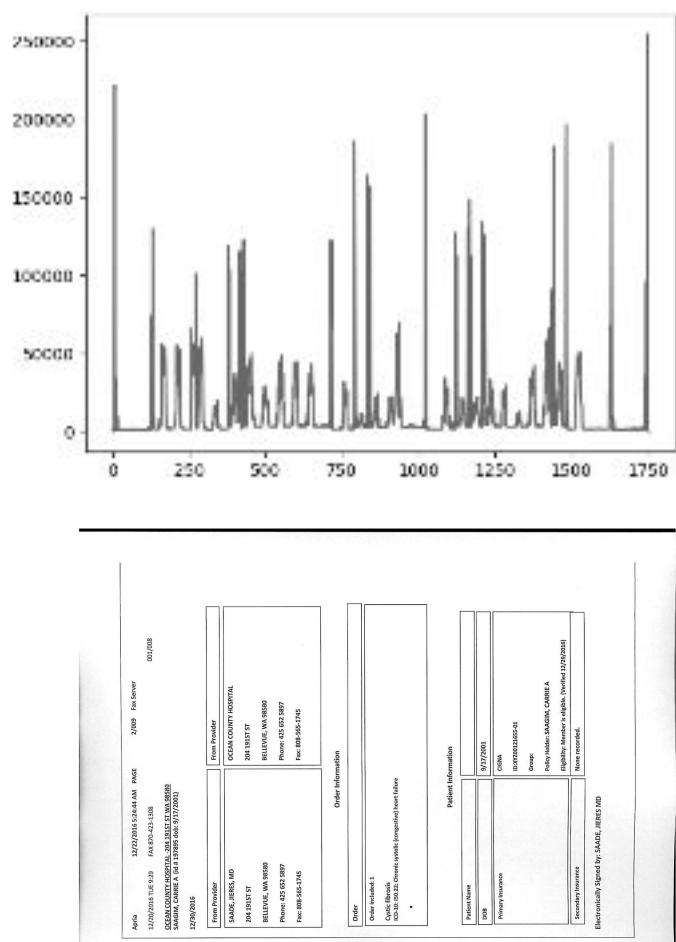 250000
200000
150000
100000
50000
0
0 250 500 750 1000 1250 1500 1750
Apria 12/22/2016 5:24:44 AM PAGE 2/009 Fax Server
12/20/2016 TUE 9:29 FAX 870-423-1308 001/008
OCEAN COUNTY HOSPITAL -204 191ST ST WA 98580
SAAGIM, CARRIE A (id # 197895 dob: 9/17/2001)
12/30/2016
From Provider
From Provider
SAADE, JIERES, MD
OCEAN COUNTY HOSPITAL
204 191ST ST
204 191ST ST
BELLEVUE, WA 98580
BELLEVUE, WA 98580
Phone: 425 652 5897
Phone: 425 652 5897
Fax: 808-565-1745
Fax: 808-565-1745
Order Information
Order
Order Included: 1
Cystic fibrosis
ICD-10: I50.22: Chronic systolic (congestive) heart failure
Patient Information
Patient Name
DOB
9/17/2001
Primary Insurance
CIGNA
Group:
Policy Holder: SAAGIM, CARRIE A
Eligibility: Member is eligible. (Verified 12/29/2016)
Secondary Insurance
None recorded.
Electronically Signed by: SAADE, JIERES MD